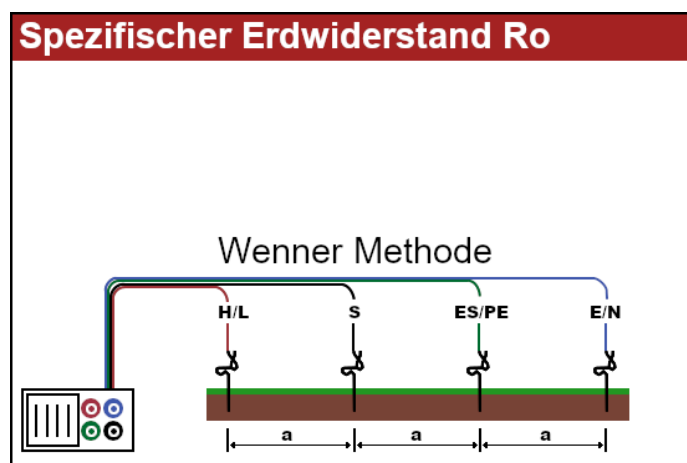 Spezifischer Erdwiderstand Ro
Wenner Methode
H/L S ES/PE E/N
a a a